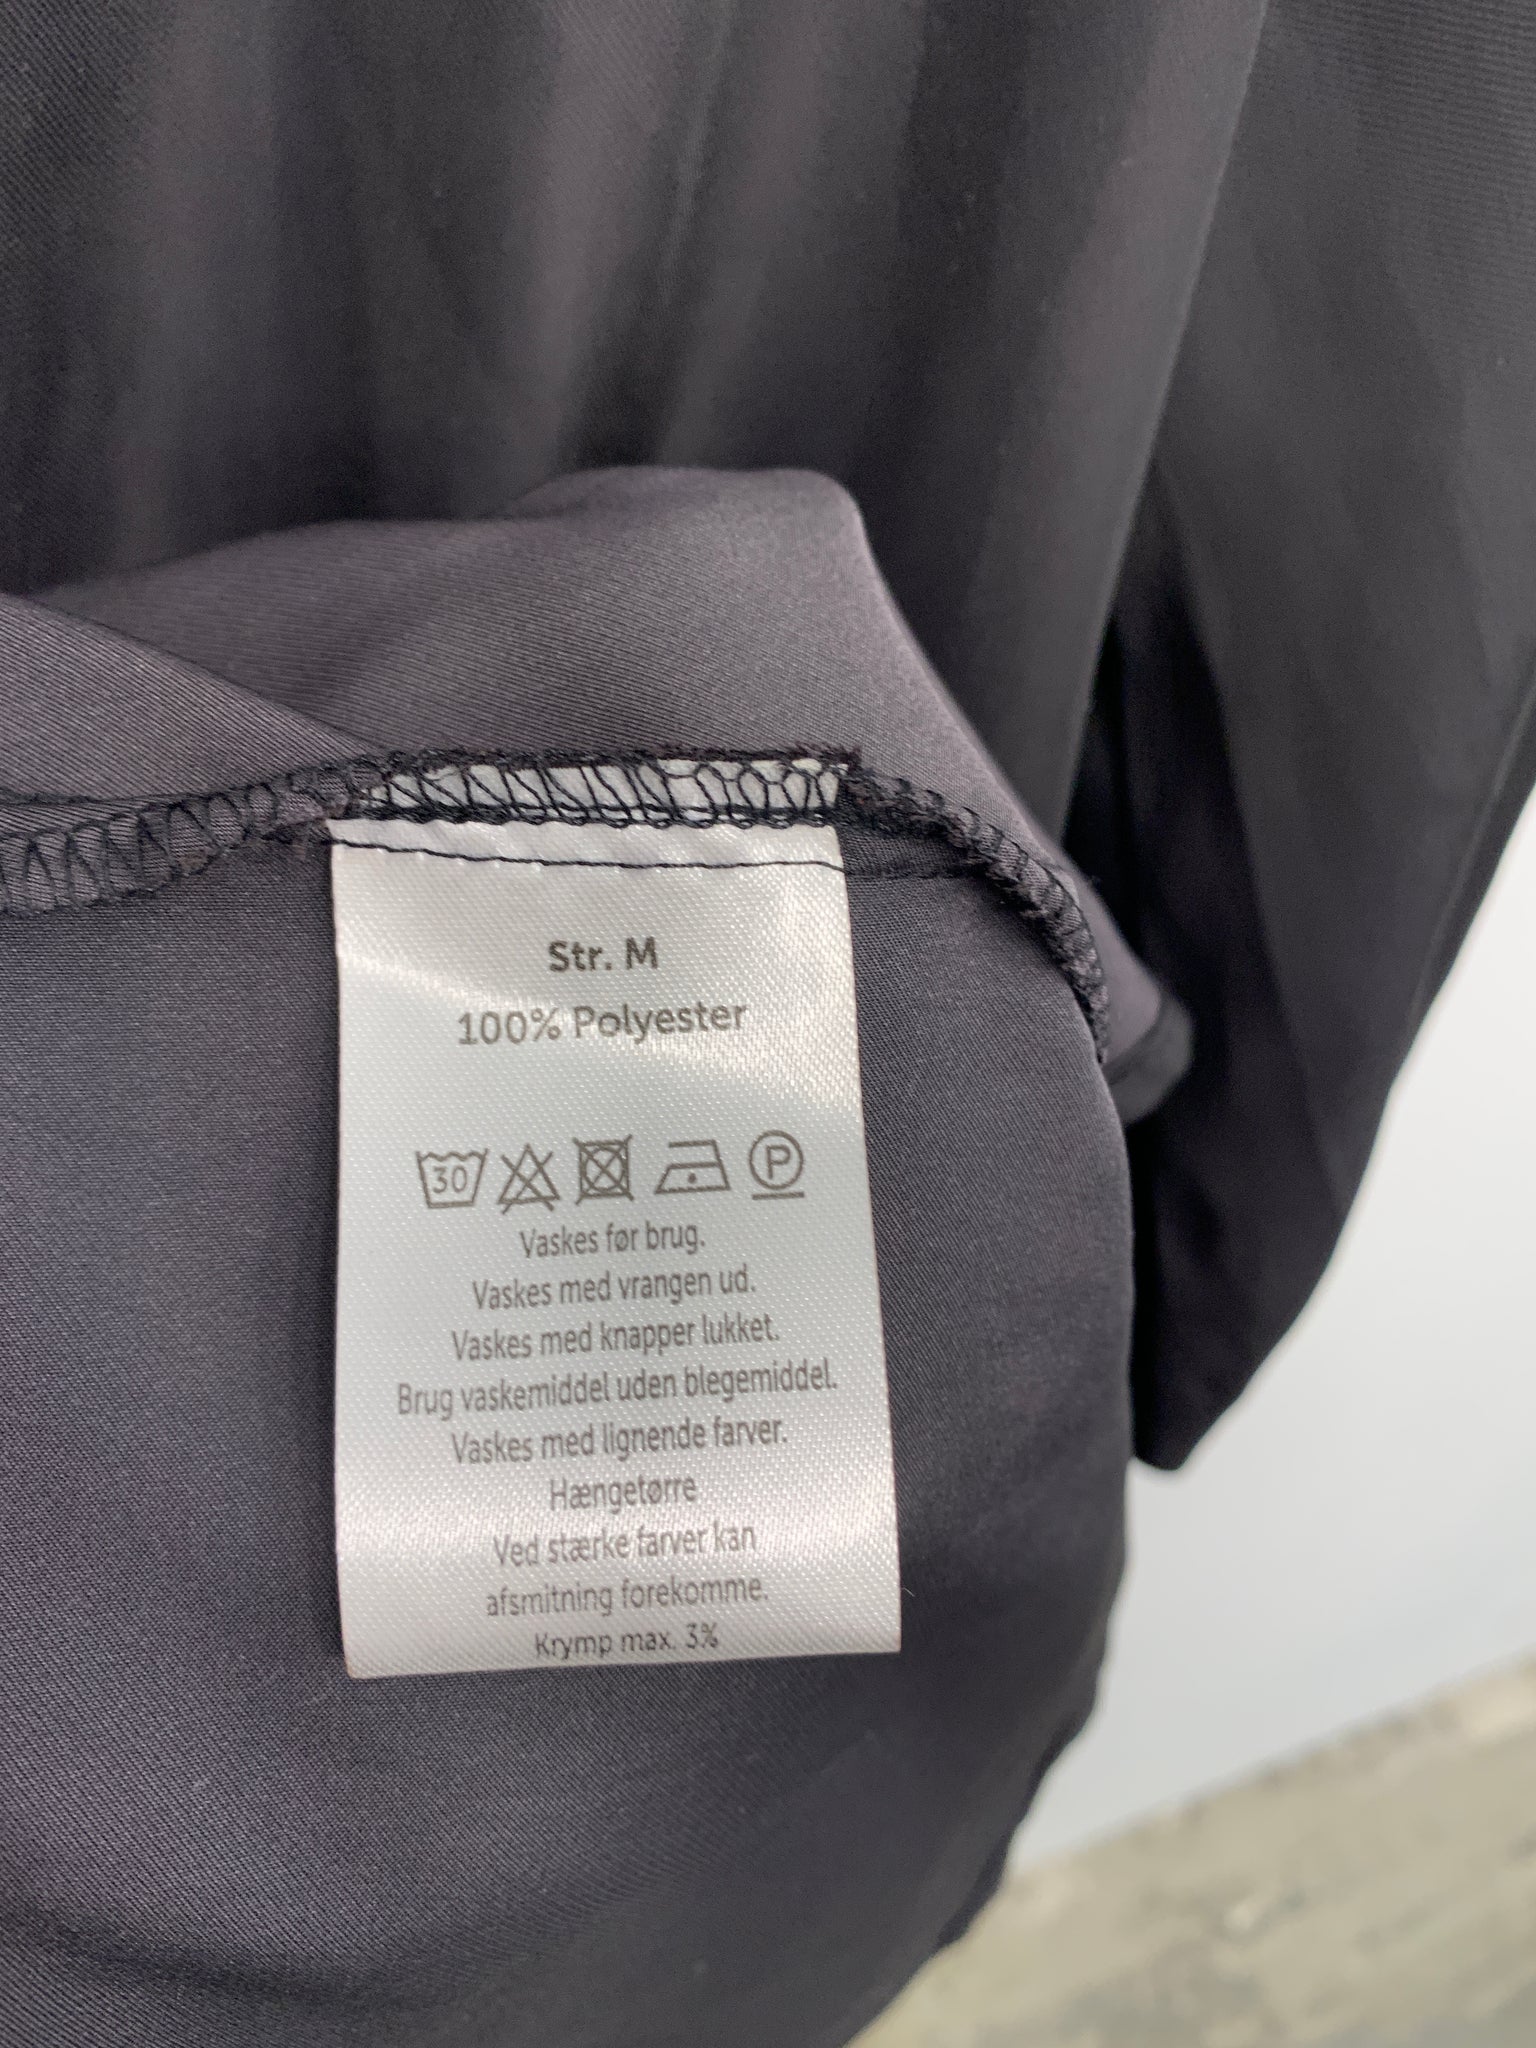 Str. M
100% Polyester
30 P
Vaskes før brug.
Vaskes med vrangen ud.
Vaskes med knapper lukket.
Brug vaskemiddel uden blegemiddel.
Vaskes med lignende farver.
Hængetørre
Ved stærke farver kan
afsmitning forekomme.
Krymp max. 3%